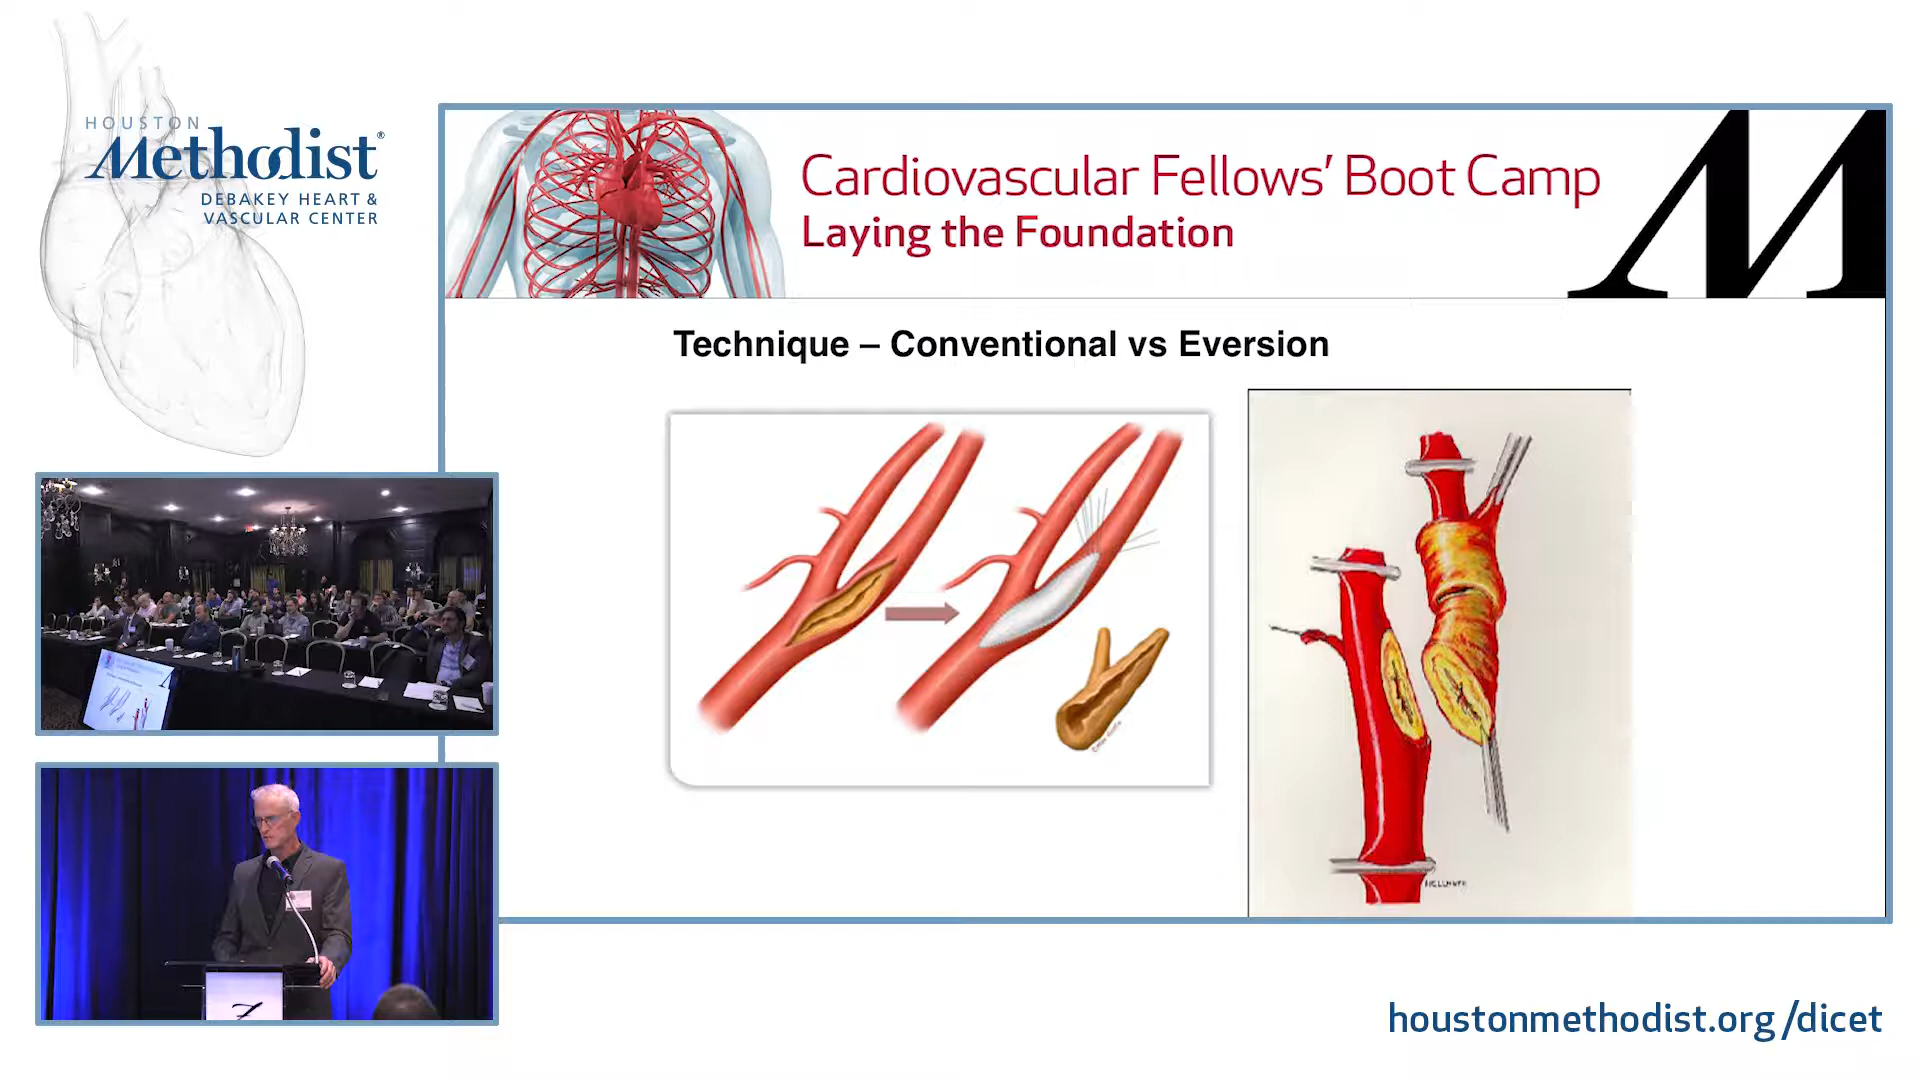 HOUSTON
Methodist®
DEBAKEY HEART &
VASCULAR CENTER
Cardiovascular Fellows’ Boot Camp
Laying the Foundation
M
Technique – Conventional vs Eversion
houstonmethodist.org/dicet